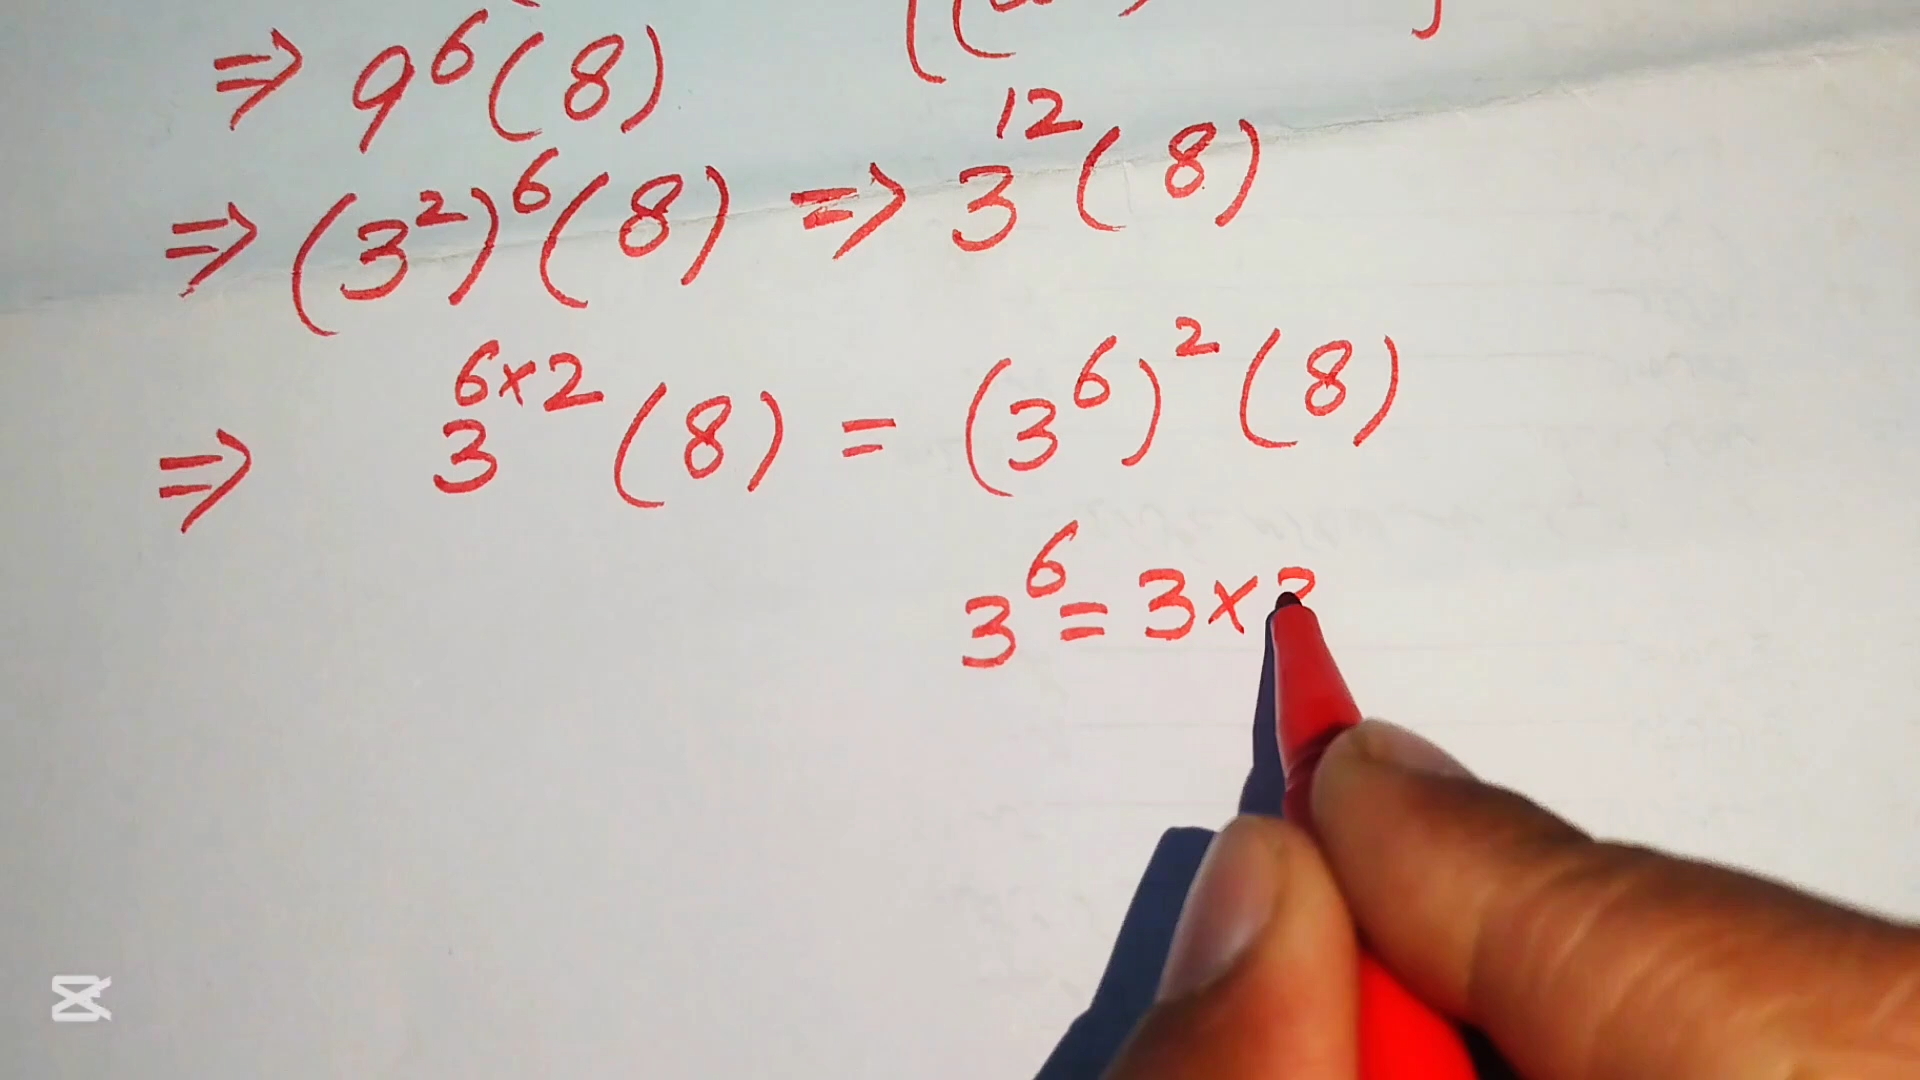 ⇒ 9⁶(8)
⇒ (3²)⁶(8) ⇒ 3¹²(8)
⇒ 3⁶ˣ²(8) = (3⁶)²(8)
3⁶ = 3×